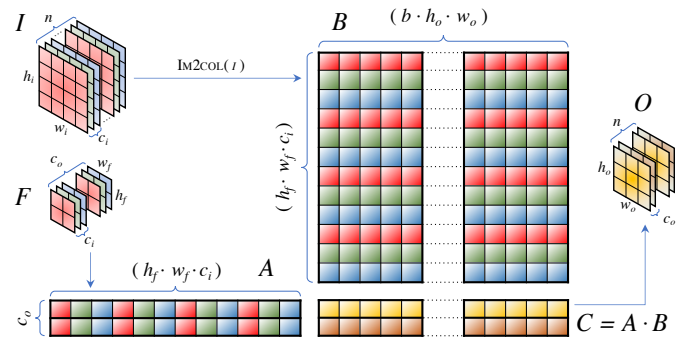 I
n
h_i
w_i
c_i
IM2COL(I)
B
(b · h_o · w_o)
(h_f · w_f · c_i)
O
n
h_o
w_o
c_o
F
c_o
w_f
h_f
c_i
(h_f · w_f · c_i)
A
c_o
C = A · B